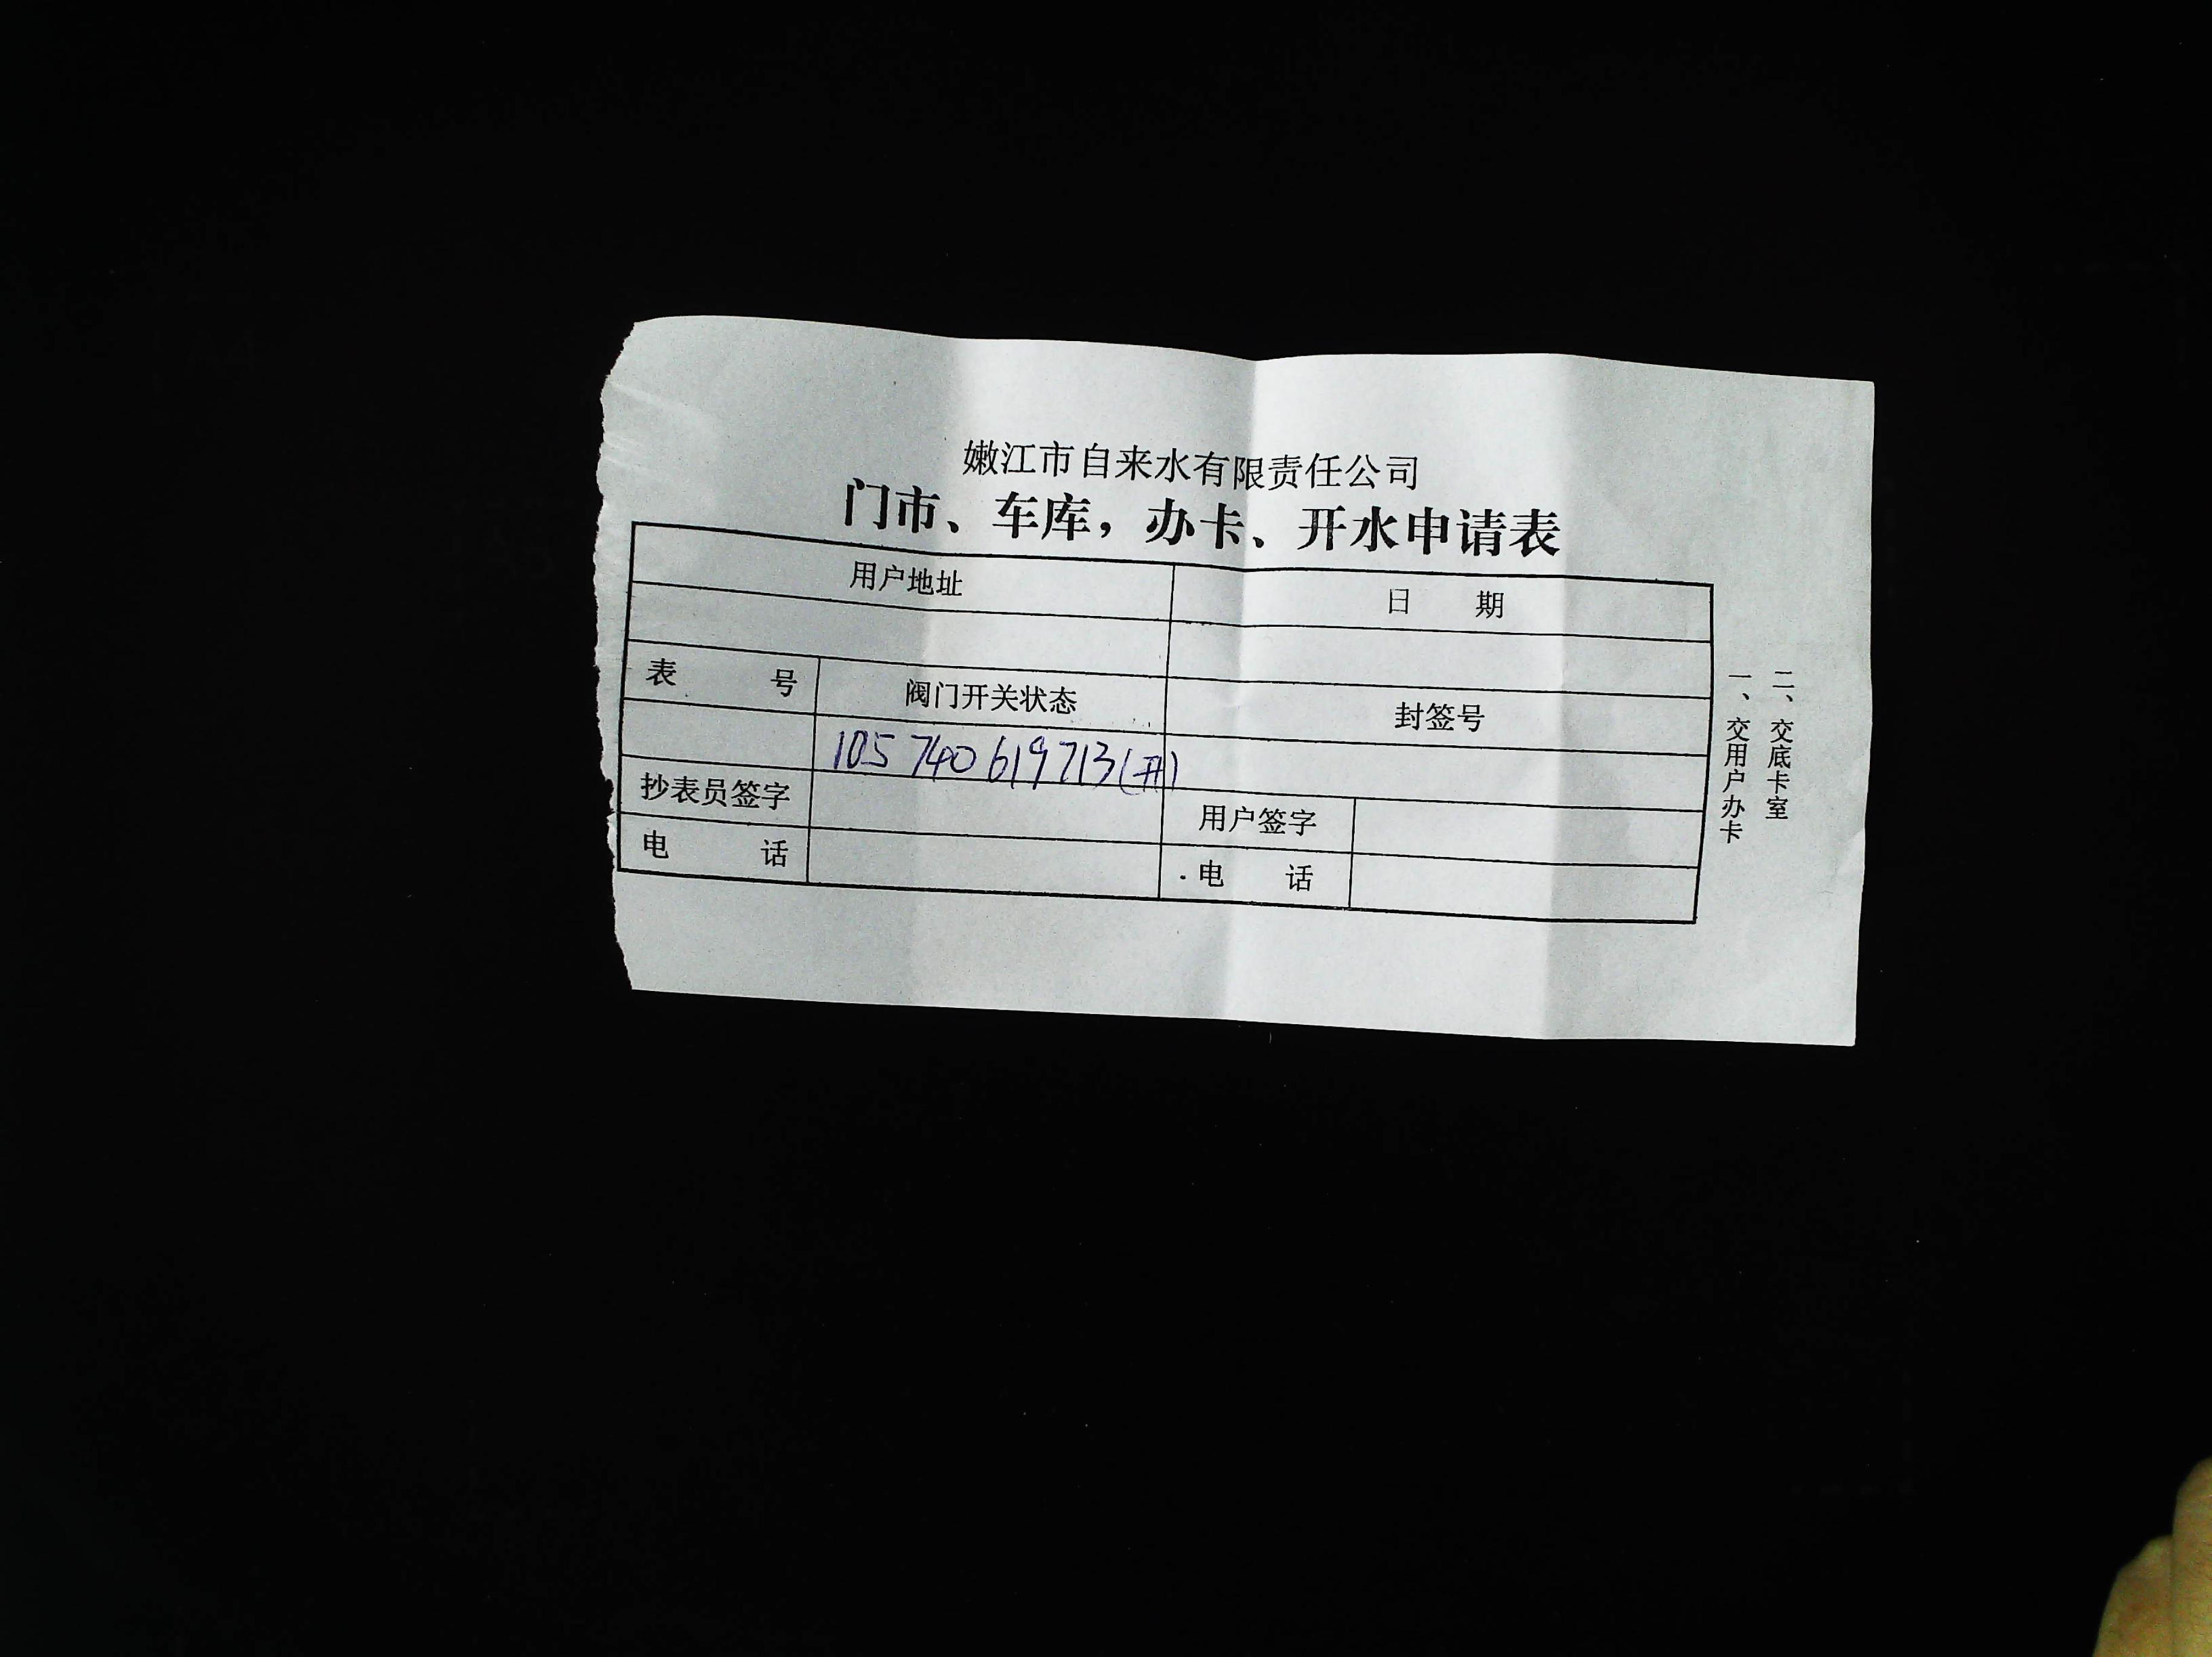 嫩江市自来水有限责任公司
门市、车库，办卡、开水申请表
用户地址 日 期
表 号 阀门开关状态 封签号
105 740 619 713 (开)
抄表员签字 用户签字
电 话 电 话
一、交用户办卡
二、交底卡室